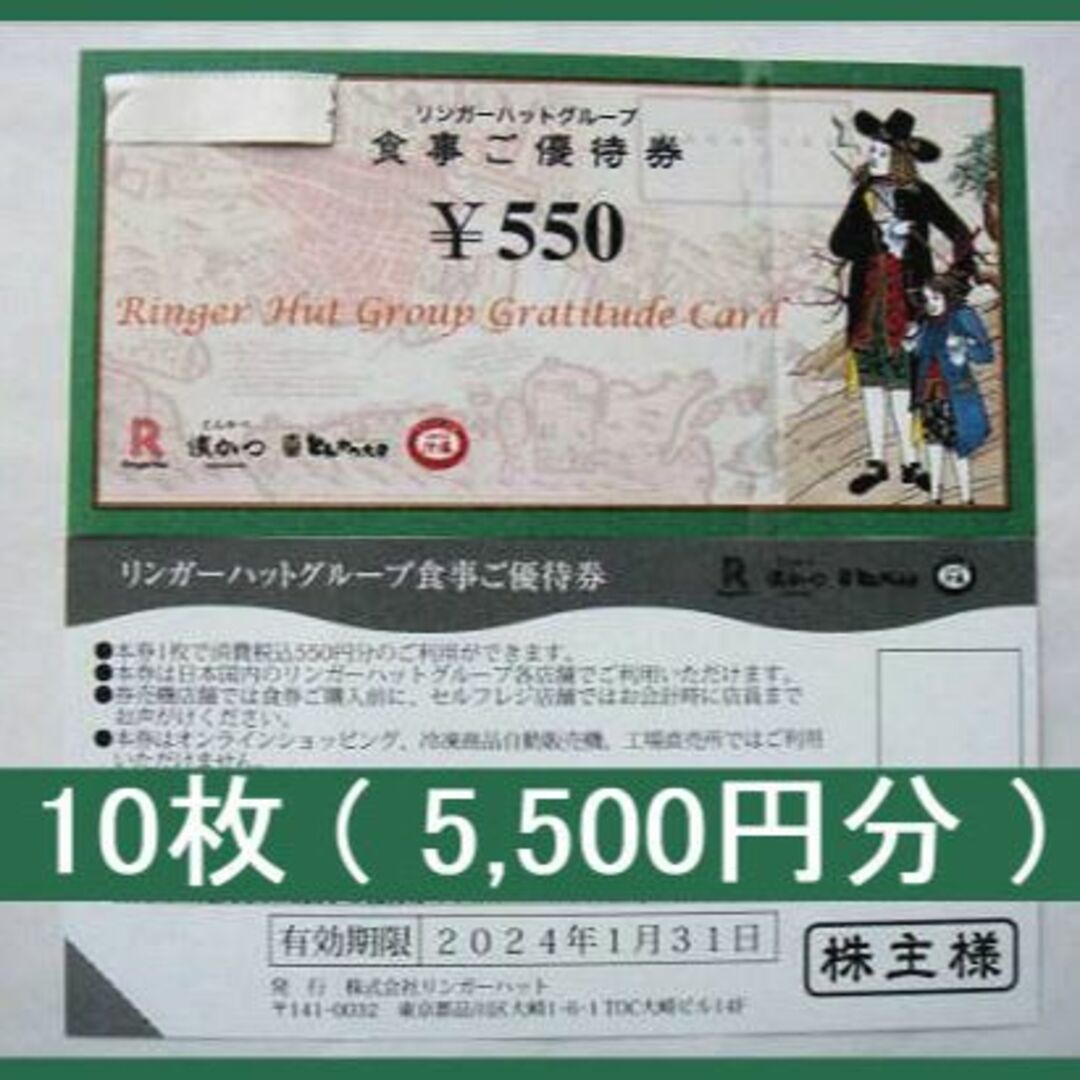 リンガーハットグループ
食事ご優待券
¥550
Ringer Hut Group Gratitude Card
R
とんかつ
浜かつ
リンガーハットグループ食事ご優待券
R
●本券1枚で消費税込550円分のご利用ができます。
●本券は日本国内のリンガーハットグループ各店舗でご利用いただけます。
●券売機店舗では食券ご購入前に、セルフレジ店舗ではお会計時に店員まで
お声がけください。
●本券はオンラインショッピング、冷凍商品自動販売機、工場直売所ではご利用
いただけません。
10枚(5,500円分)
有効期限 2024年1月31日
株主様
発 行 株式会社リンガーハット
〒141-0032 東京都品川区大崎1-6-1 TOC大崎ビル14F